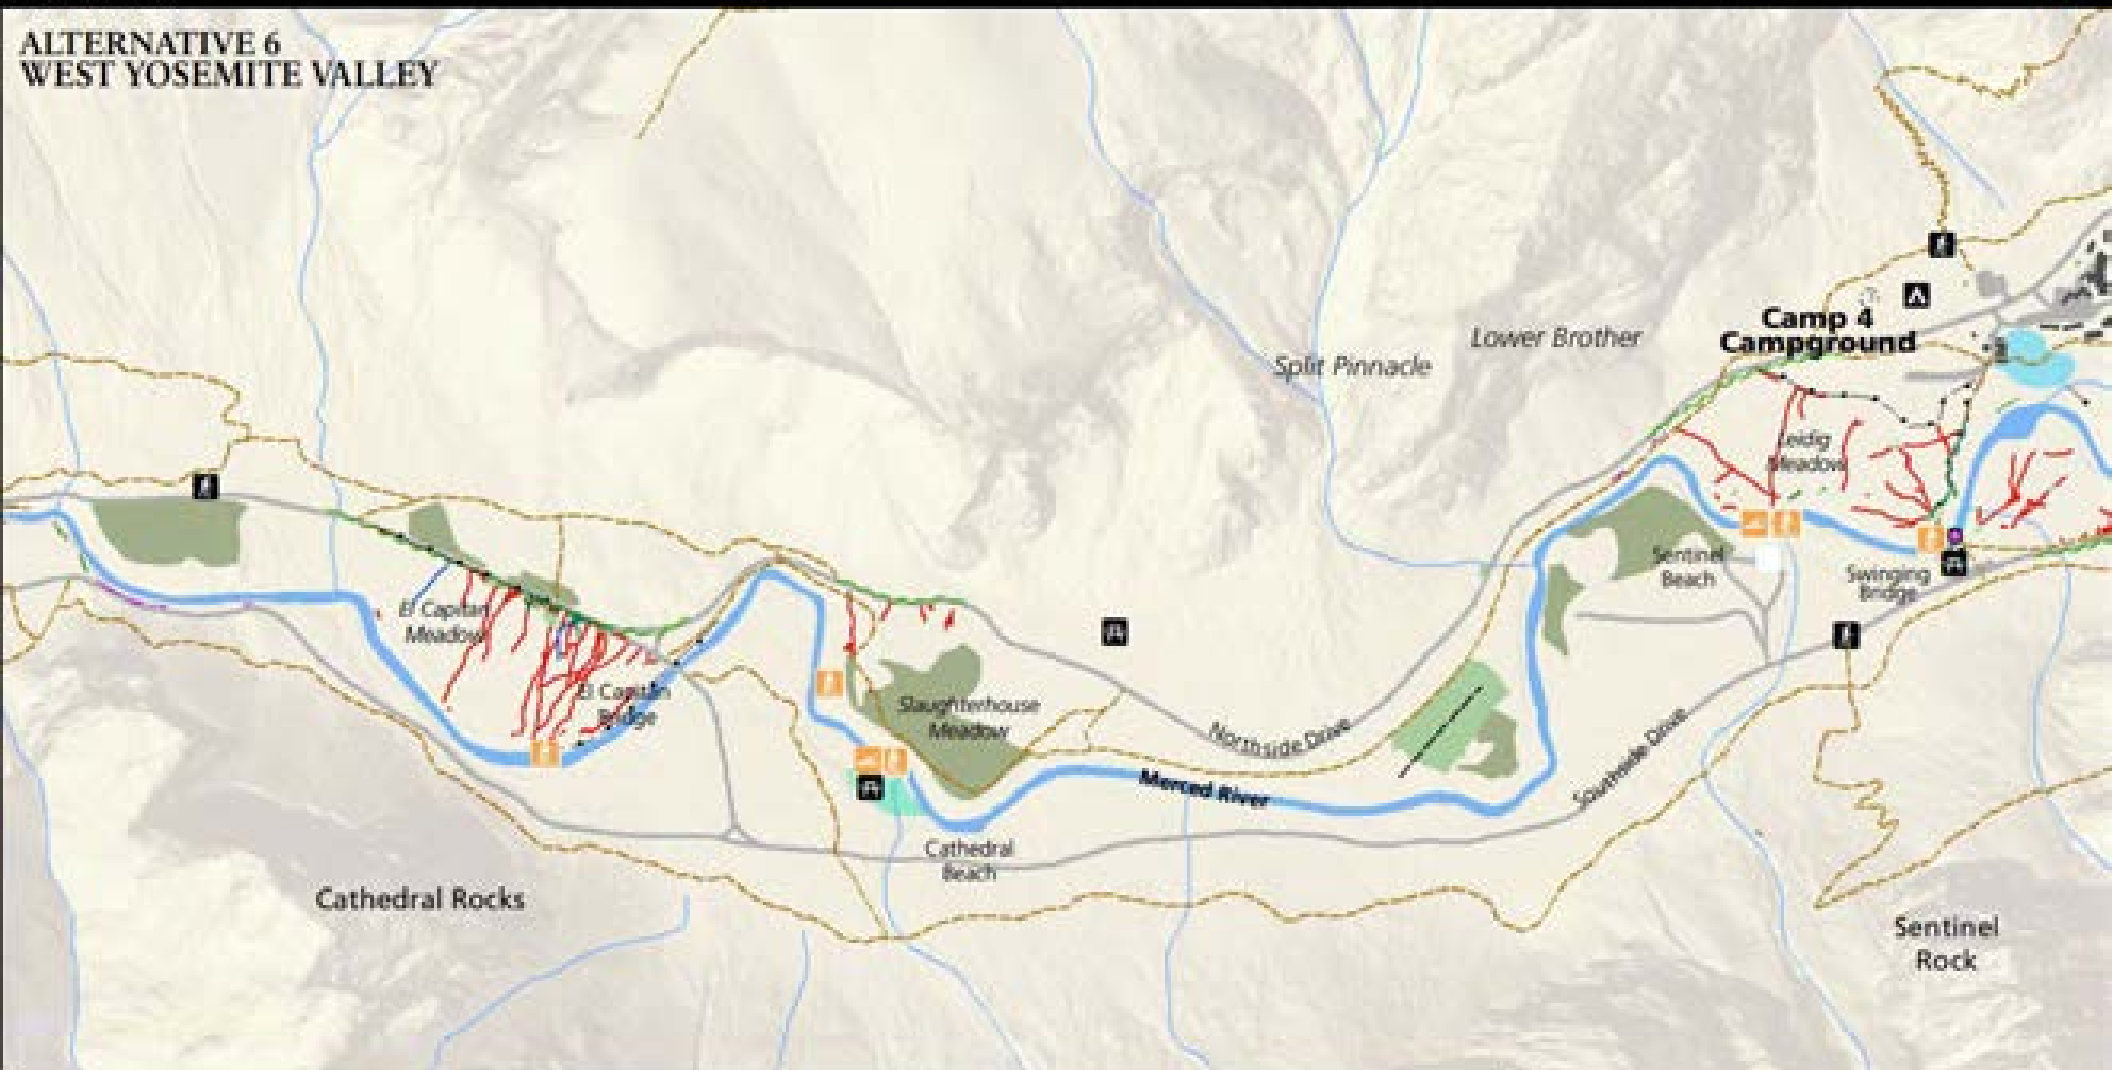 ALTERNATIVE 6
WEST YOSEMITE VALLEY
Camp 4
Campground
Lower Brother
Split Pinnacle
Leidig
Meadow
Sentinel
Beach
Swinging
Bridge
El Capitan
Meadow
El Capitan
Bridge
Slaughterhouse
Meadow
Northside Drive
Southside Drive
Merced River
Cathedral
Beach
Cathedral Rocks
Sentinel
Rock